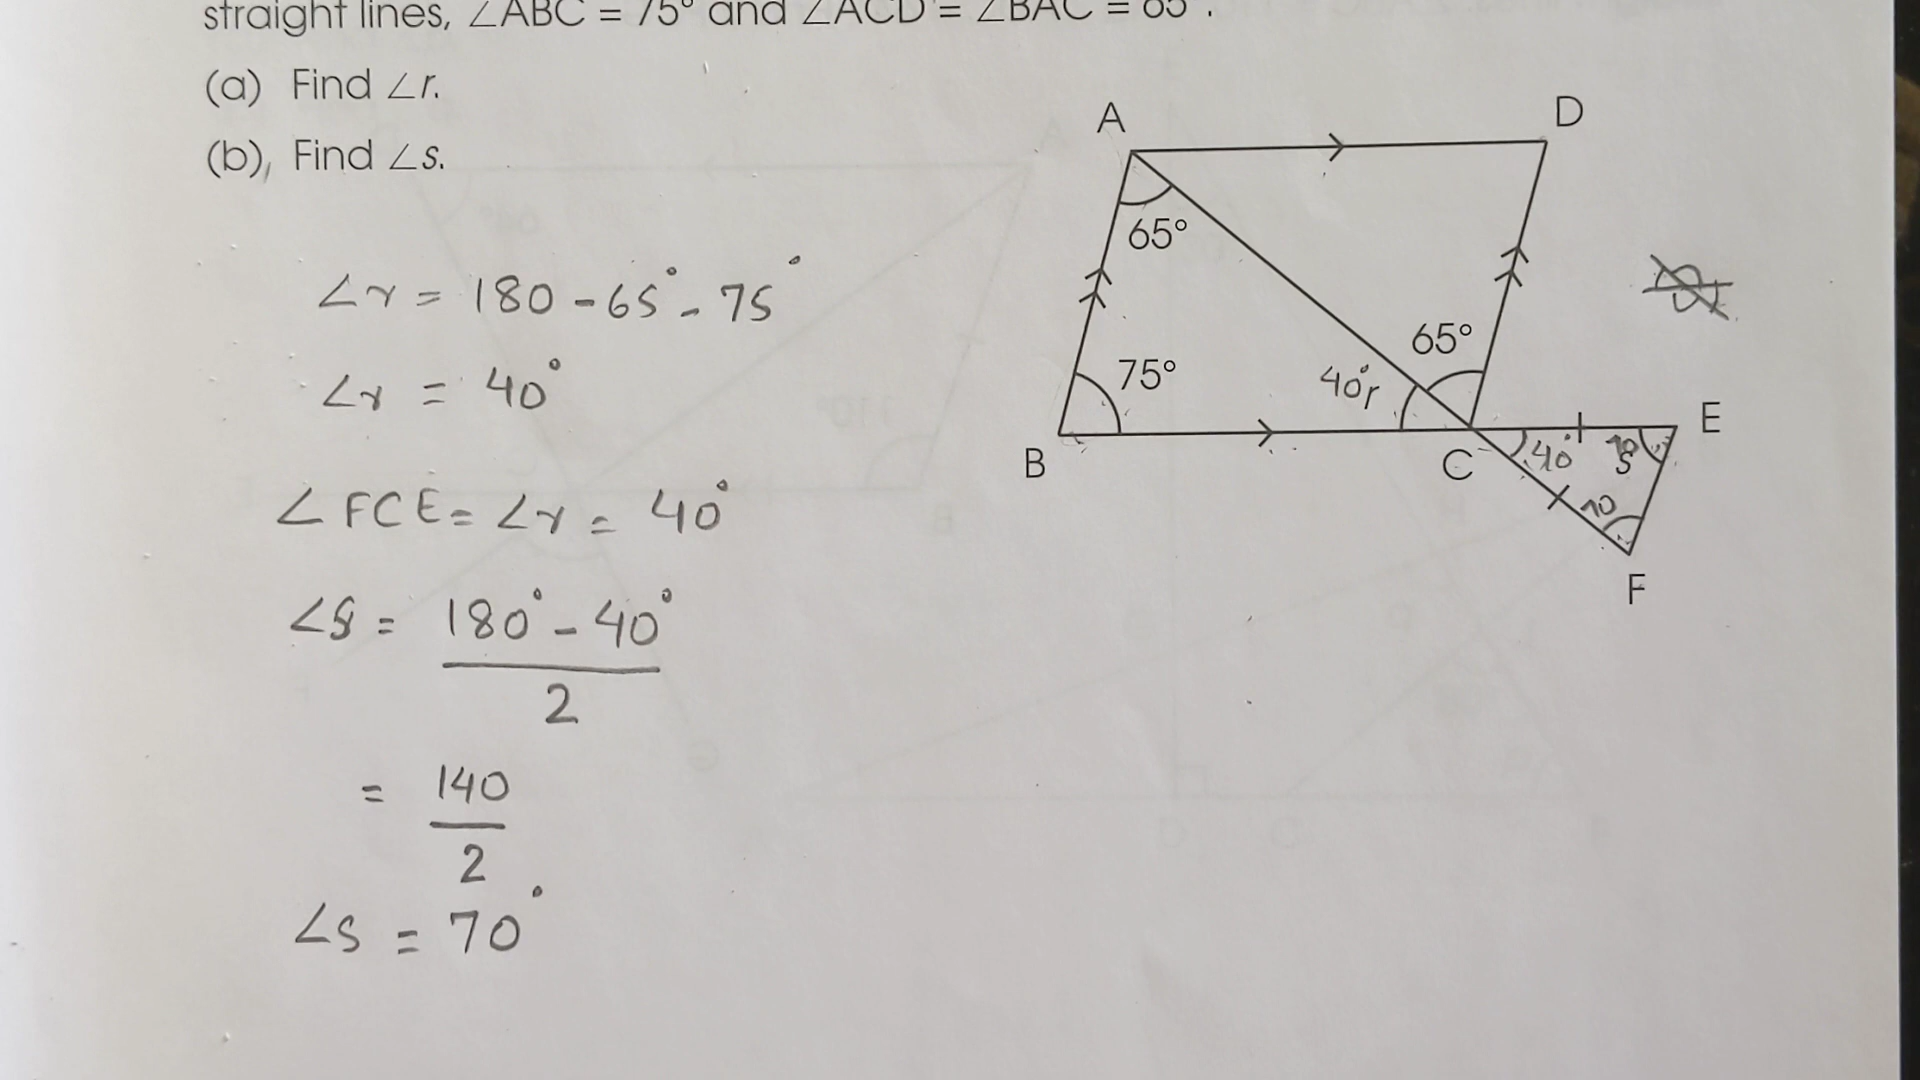 straight lines, ∠ABC = 75° and ∠ACD = ∠BAC = 65°.
(a) Find ∠r.
(b) Find ∠s.
A
D
65°
65°
75°
40° r
B
C
E
40°
70
s
70
F
∠r = 180 - 65° - 75°
∠r = 40°
∠FCE = ∠r = 40°
∠s = 180° - 40°
2
= 140
2
∠s = 70°